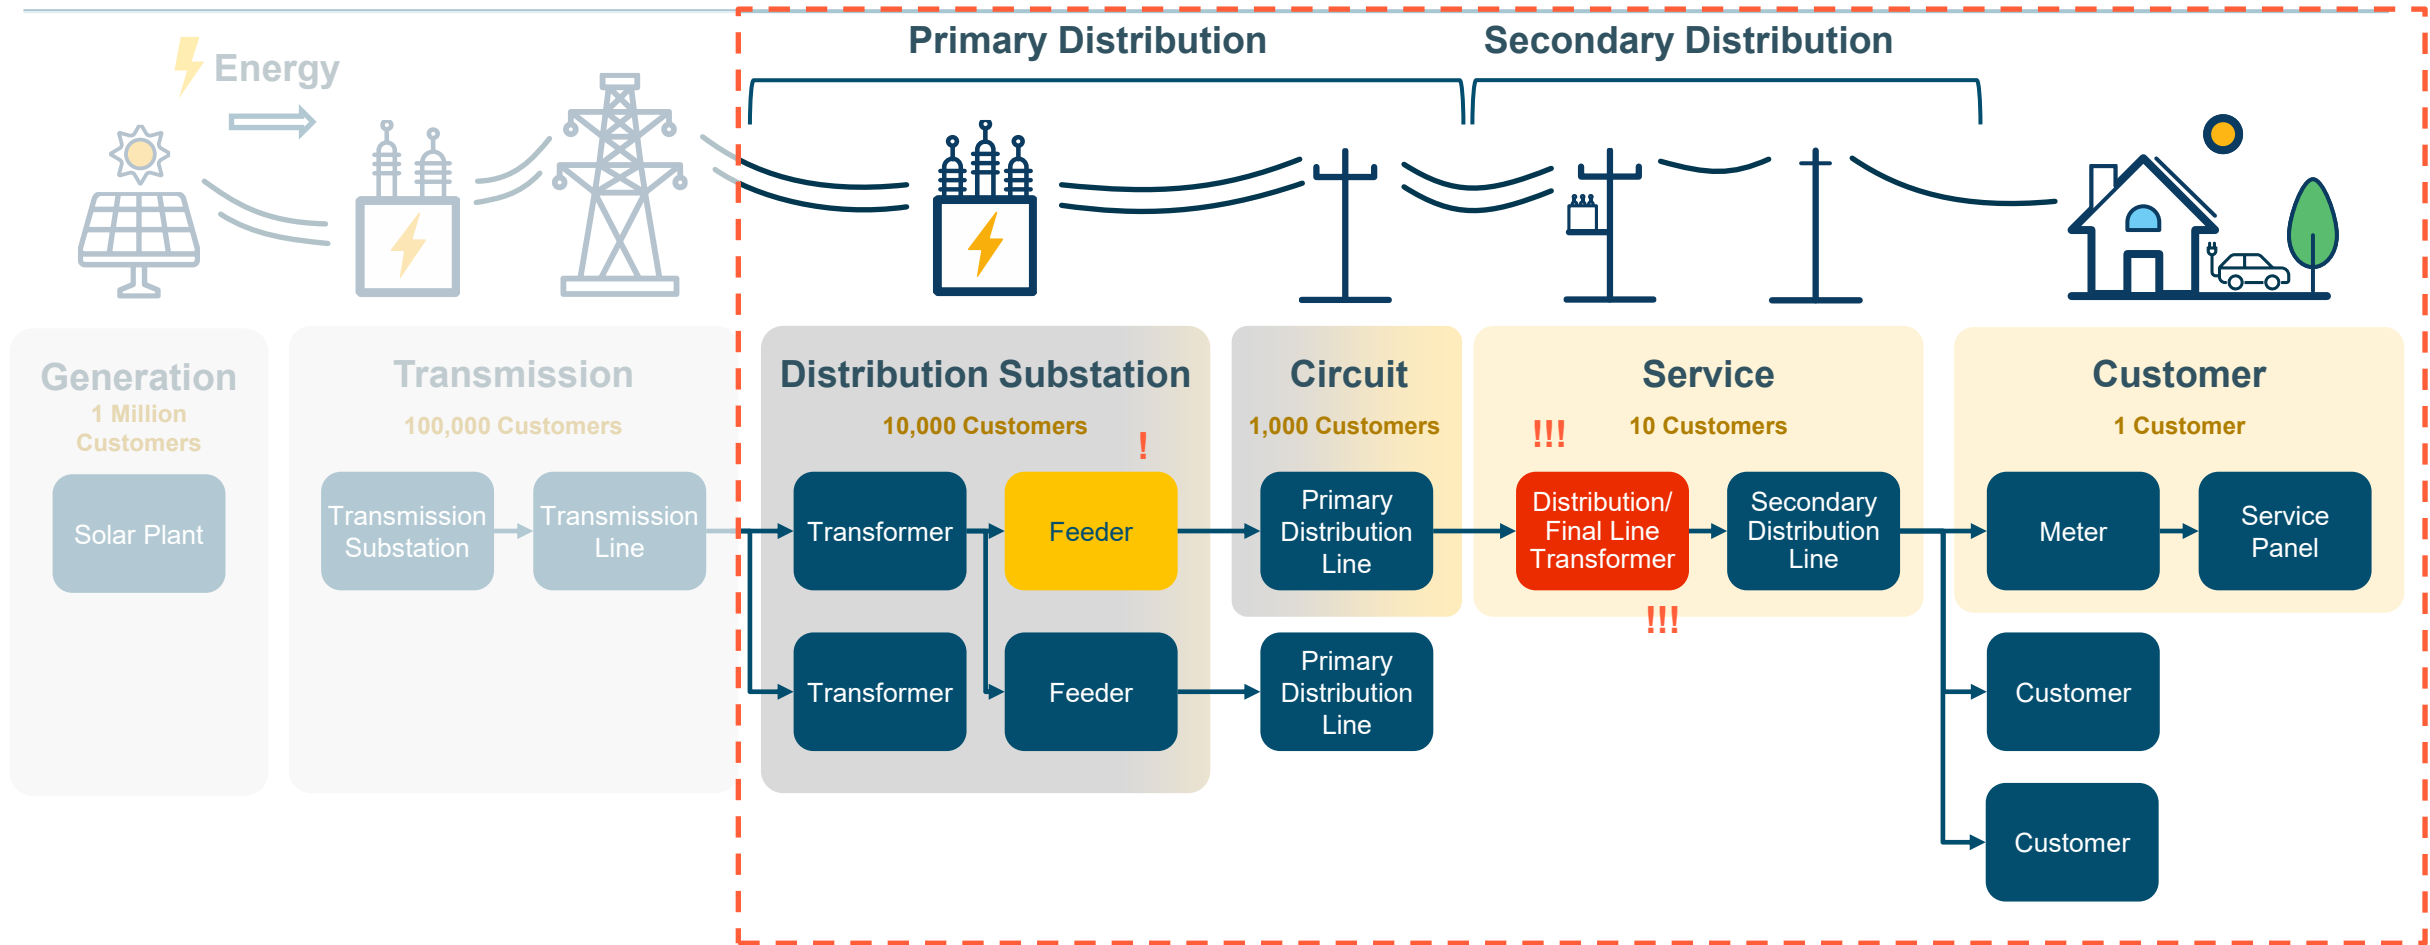 Primary Distribution
Secondary Distribution
Energy
Generation
1 Million
Customers
Solar Plant
Transmission
100,000 Customers
Transmission
Substation
Transmission
Line
Distribution Substation
10,000 Customers
!
Transformer
Feeder
Transformer
Feeder
Circuit
1,000 Customers
Primary
Distribution
Line
Primary
Distribution
Line
Service
!!!
10 Customers
Distribution/
Final Line
Transformer
Secondary
Distribution
Line
!!!
Customer
1 Customer
Meter
Service
Panel
Customer
Customer